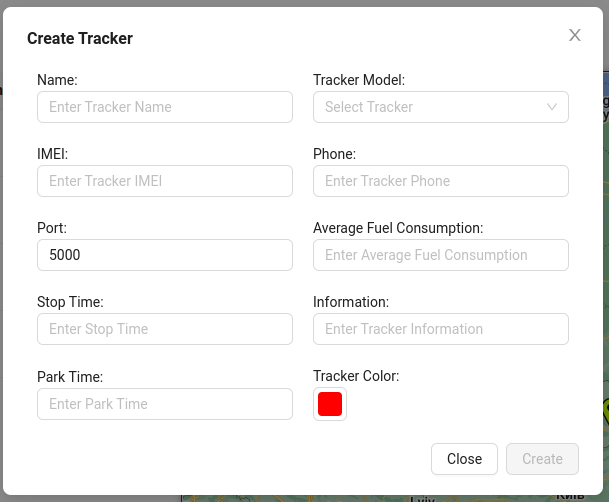 Create Tracker
Name:
Enter Tracker Name
Tracker Model:
Select Tracker
IMEI:
Enter Tracker IMEI
Phone:
Enter Tracker Phone
Port:
5000
Average Fuel Consumption:
Enter Average Fuel Consumption
Stop Time:
Enter Stop Time
Information:
Enter Tracker Information
Park Time:
Enter Park Time
Tracker Color:
Close
Create